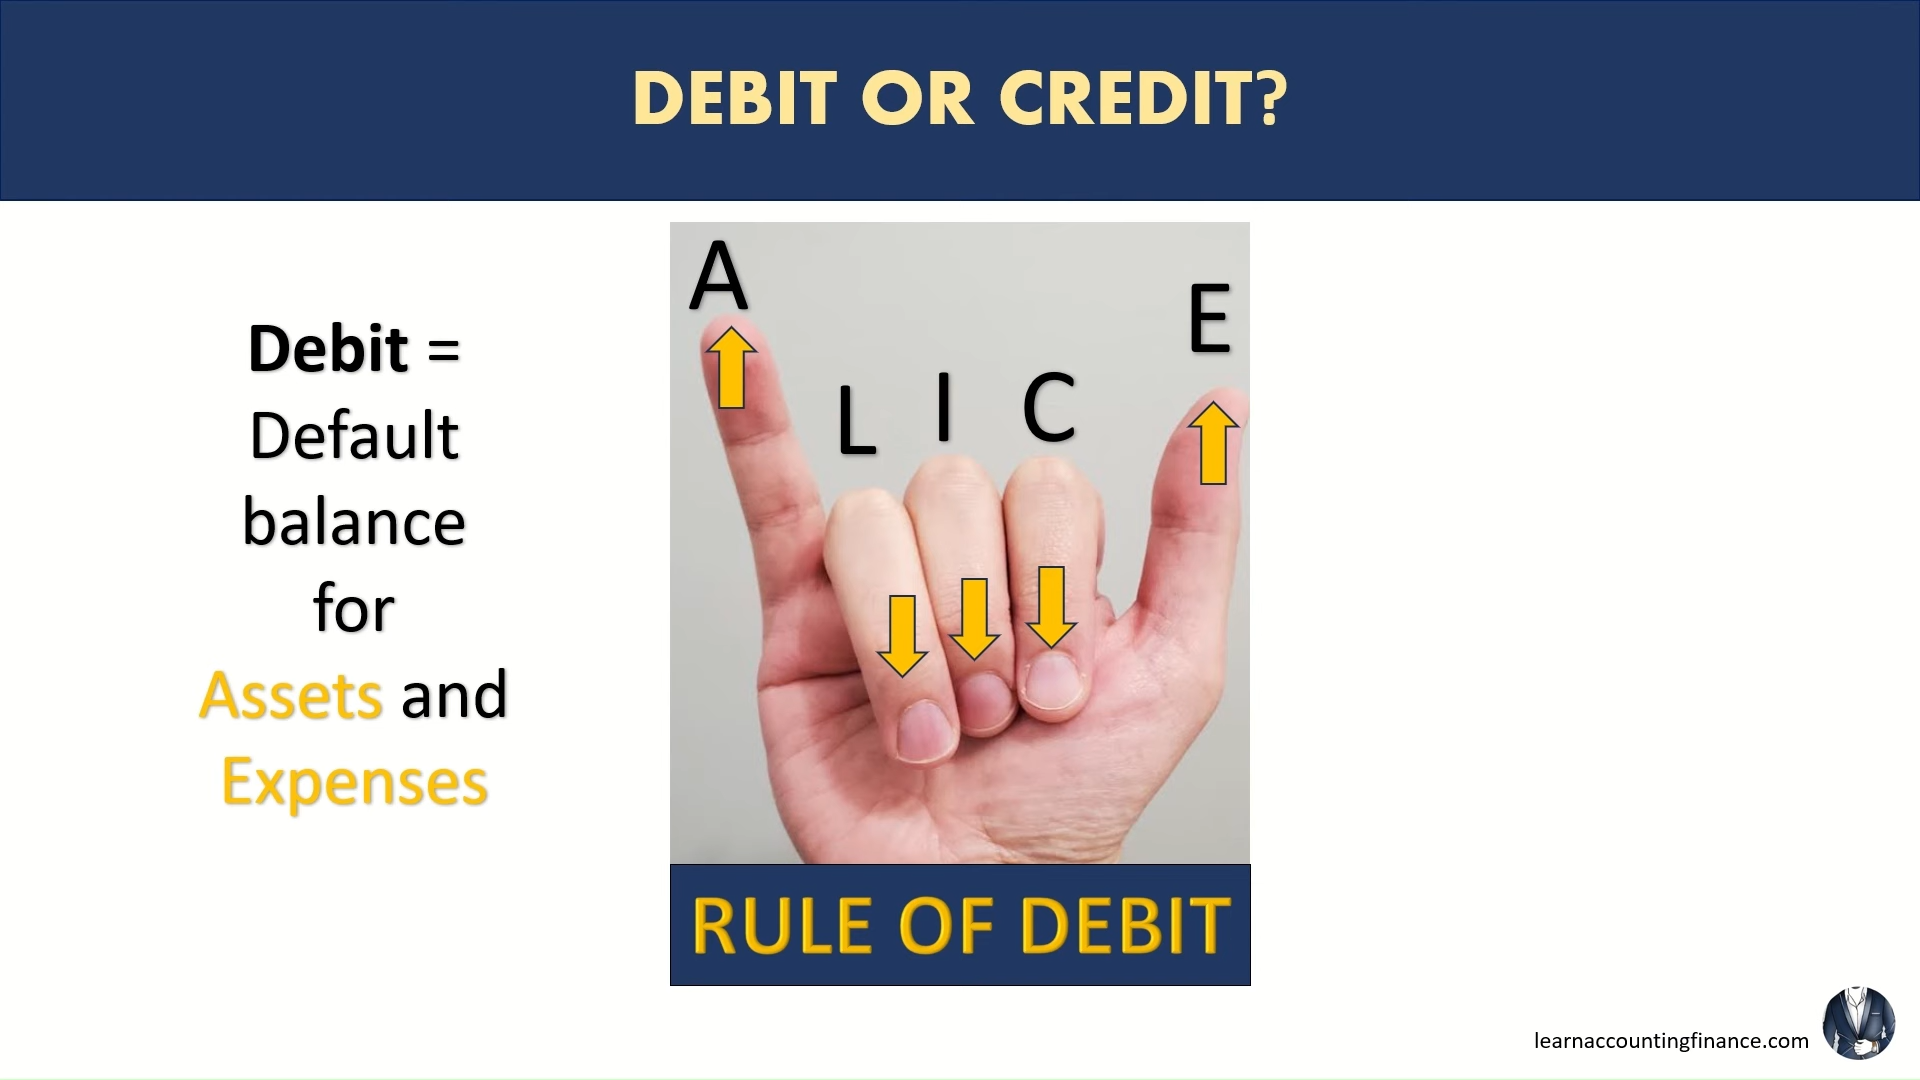 DEBIT OR CREDIT?
Debit =
Default
balance
for
Assets and
Expenses
A
L
I
C
E
RULE OF DEBIT
learnaccountingfinance.com